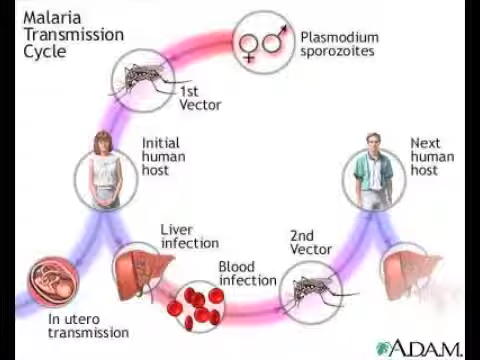 Malaria
Transmission
Cycle
Plasmodium
sporozoites
1st
Vector
Initial
human
host
Next
human
host
Liver
infection
2nd
Vector
Blood
infection
In utero
transmission
ADAM.